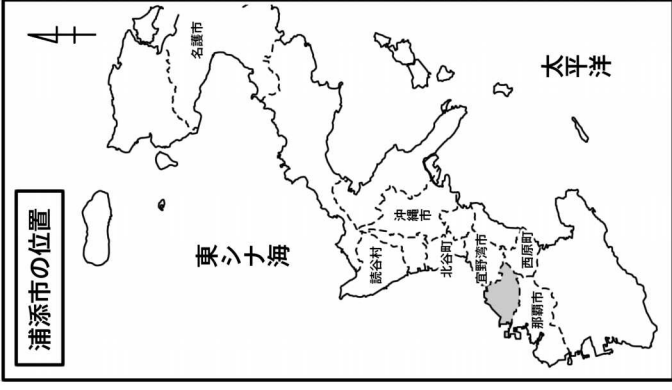 浦添市の位置
名護市
太平洋
東シナ海
沖縄市
読谷村
北谷町
宜野湾市
西原町
那覇市